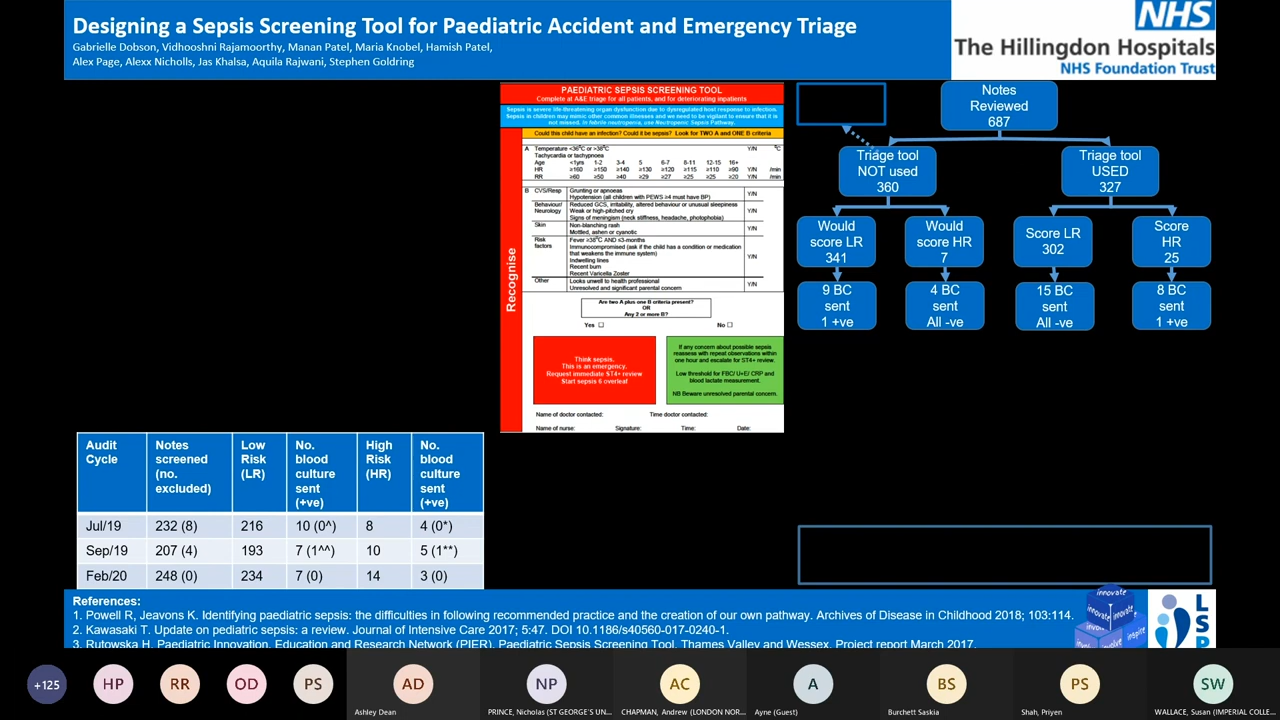 Designing a Sepsis Screening Tool for Paediatric Accident and Emergency Triage
Gabrielle Dobson, Vidhooshni Rajamoorthy, Manan Patel, Maria Knobel, Hamish Patel,
Alex Page, Alexx Nicholls, Jas Khalsa, Aquila Rajwani, Stephen Goldring
NHS
The Hillingdon Hospitals
NHS Foundation Trust
PAEDIATRIC SEPSIS SCREENING TOOL
Complete at A&E triage for all patients, and for deteriorating inpatients
Sepsis is severe life-threatening organ dysfunction due to dysregulated host response to infection.
Sepsis in children may mimic other common illnesses and we need to be vigilant to ensure that it is
not missed. In febrile neutropenia, use Neutropenic Sepsis Pathway.
Could this child have an infection? Could it be sepsis? Look for TWO A and ONE B criteria
Recognise
A Temperature <36°C or >38°C Y/N °C
Tachycardia or tachypnoea
Age <1yrs 1-2 3-4 5 6-7 8-11 12-15 16+
HR ≥160 ≥150 ≥140 ≥130 ≥120 ≥115 ≥110 ≥90 Y/N /min
RR ≥60 ≥50 ≥40 ≥29 ≥27 ≥25 ≥25 ≥20 Y/N /min
B CVS/Resp Grunting or apnoeas Y/N
Hypotension (all children with PEWS ≥4 must have BP)
Behaviour/ Neurology Reduced GCS, irritability, altered behaviour or unusual sleepiness Y/N
Weak or high-pitched cry
Signs of meningism (neck stiffness, headache, photophobia)
Skin Non-blanching rash Y/N
Mottled, ashen or cyanotic
Risk factors Fever ≥38°C AND ≤3-months Y/N
Immunocompromised (ask if the child has a condition or medication
that weakens the immune system)
Indwelling lines
Recent burn
Recent Varicella Zoster
Other Looks unwell to health professional Y/N
Unresolved and significant parental concern
Are two A plus one B criteria present?
OR
Any 2 or more B?
Yes ☐ No ☐
Think sepsis.
This is an emergency.
Request immediate ST4+ review
Start sepsis 6 overleaf
If any concern about possible sepsis
reassess with repeat observations within
one hour and escalate for ST4+ review.
Low threshold for FBC/ U+E/ CRP and
blood lactate measurement.
NB Beware unresolved parental concern.
Name of doctor contacted: Time doctor contacted:
Name of nurse: Signature: Time: Date:
Notes
Reviewed
687
Triage tool
NOT used
360
Triage tool
USED
327
Would
score LR
341
Would
score HR
7
Score LR
302
Score
HR
25
9 BC
sent
1 +ve
4 BC
sent
All -ve
15 BC
sent
All -ve
8 BC
sent
1 +ve
Audit Cycle Notes screened (no. excluded) Low Risk (LR) No. blood culture sent (+ve) High Risk (HR) No. blood culture sent (+ve)
Jul/19 232 (8) 216 10 (0^) 8 4 (0*)
Sep/19 207 (4) 193 7 (1^^) 10 5 (1**)
Feb/20 248 (0) 234 7 (0) 14 3 (0)
References:
1. Powell R, Jeavons K. Identifying paediatric sepsis: the difficulties in following recommended practice and the creation of our own pathway. Archives of Disease in Childhood 2018; 103:114.
2. Kawasaki T. Update on pediatric sepsis: a review. Journal of Intensive Care 2017; 5:47. DOI 10.1186/s40560-017-0240-1.
3. Rutowska H. Paediatric Innovation, Education and Research Network (PIER). Paediatric Sepsis Screening Tool. Thames Valley and Wessex. Project report March 2017.
innovate
inspire
LSP
+125 HP RR OD PS AD NP AC A BS PS SW
Ashley Dean PRINCE, Nicholas (ST GEORGE'S UN... CHAPMAN, Andrew (LONDON NOR... Ayne (Guest) Burchett Saskia Shah, Priyen WALLACE, Susan (IMPERIAL COLLE...